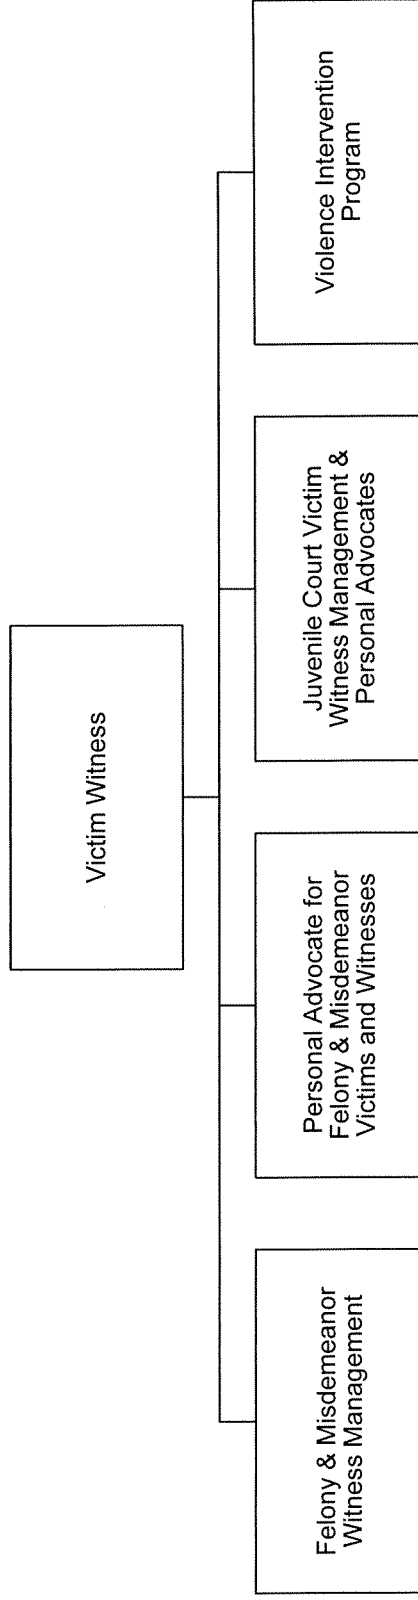 Victim Witness
Felony & Misdemeanor
Witness Management
Personal Advocate for
Felony & Misdemeanor
Victims and Witnesses
Juvenile Court Victim
Witness Management &
Personal Advocates
Violence Intervention
Program